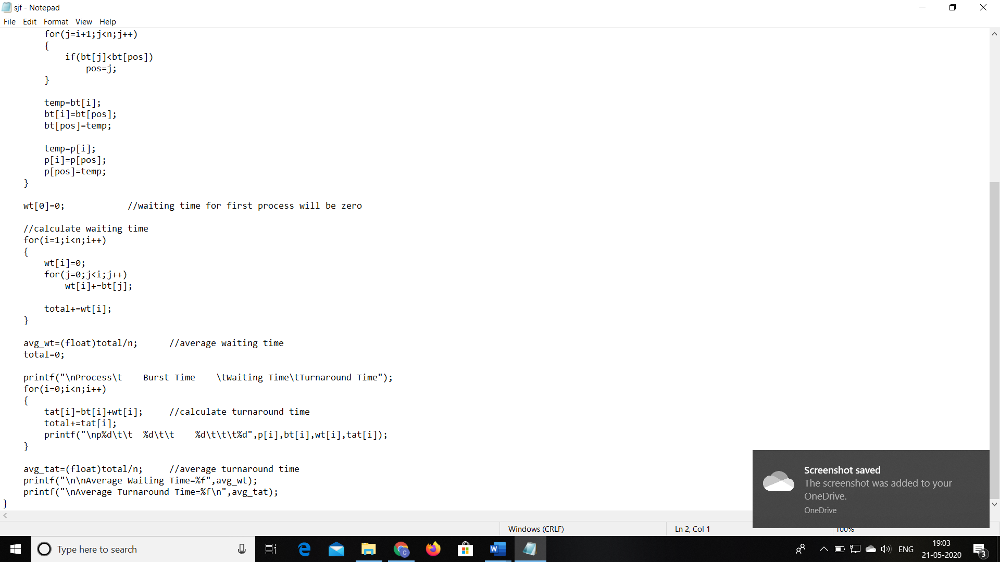 sjf - Notepad
File Edit Format View Help
        for(j=i+1;j<n;j++)
        {
            if(bt[j]<bt[pos])
                pos=j;
        }

        temp=bt[i];
        bt[i]=bt[pos];
        bt[pos]=temp;

        temp=p[i];
        p[i]=p[pos];
        p[pos]=temp;
    }

    wt[0]=0;            //waiting time for first process will be zero

    //calculate waiting time
    for(i=1;i<n;i++)
    {
        wt[i]=0;
        for(j=0;j<i;j++)
            wt[i]+=bt[j];

        total+=wt[i];
    }

    avg_wt=(float)total/n;      //average waiting time
    total=0;

    printf("\nProcess\t    Burst Time    \tWaiting Time\tTurnaround Time");
    for(i=0;i<n;i++)
    {
        tat[i]=bt[i]+wt[i];     //calculate turnaround time
        total+=tat[i];
        printf("\np%d\t\t  %d\t\t    %d\t\t\t%d",p[i],bt[i],wt[i],tat[i]);
    }

    avg_tat=(float)total/n;     //average turnaround time
    printf("\n\nAverage Waiting Time=%f",avg_wt);
    printf("\nAverage Turnaround Time=%f\n",avg_tat);
}
Screenshot saved
The screenshot was added to your
OneDrive.
OneDrive
Windows (CRLF) Ln 2, Col 1 100%
Type here to search
ENG
19:03
21-05-2020
3